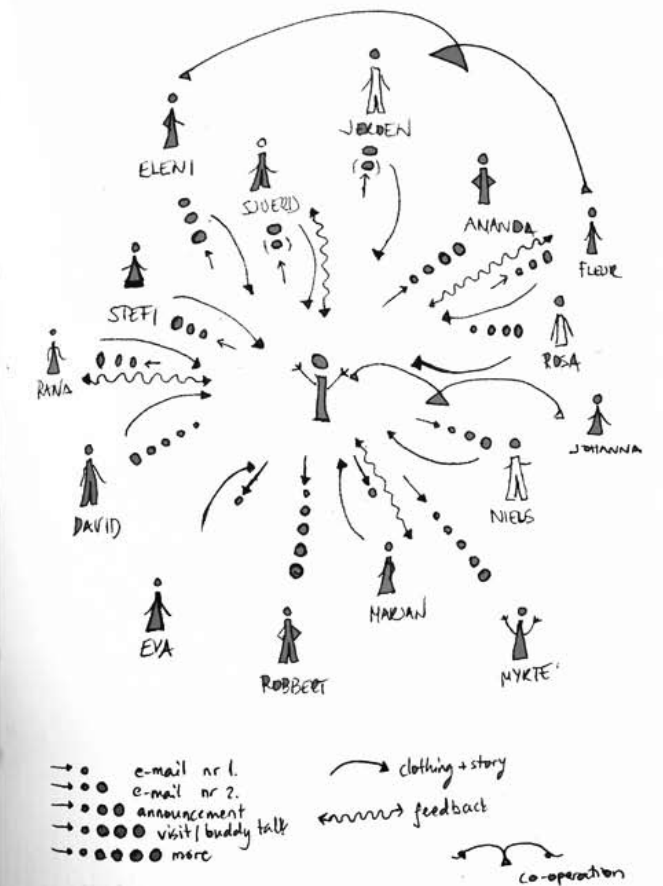 JEROEN
ELENI
SJOERD
ANANDA
FLEUR
STEFI
ROSA
RANA
JOHANNA
DAVID
NIELS
MARJAN
EVA
ROBBERT
MYRTE
e-mail nr 1.
e-mail nr 2.
announcement
visit/buddy talk
more
clothing + story
feedback
co-operation